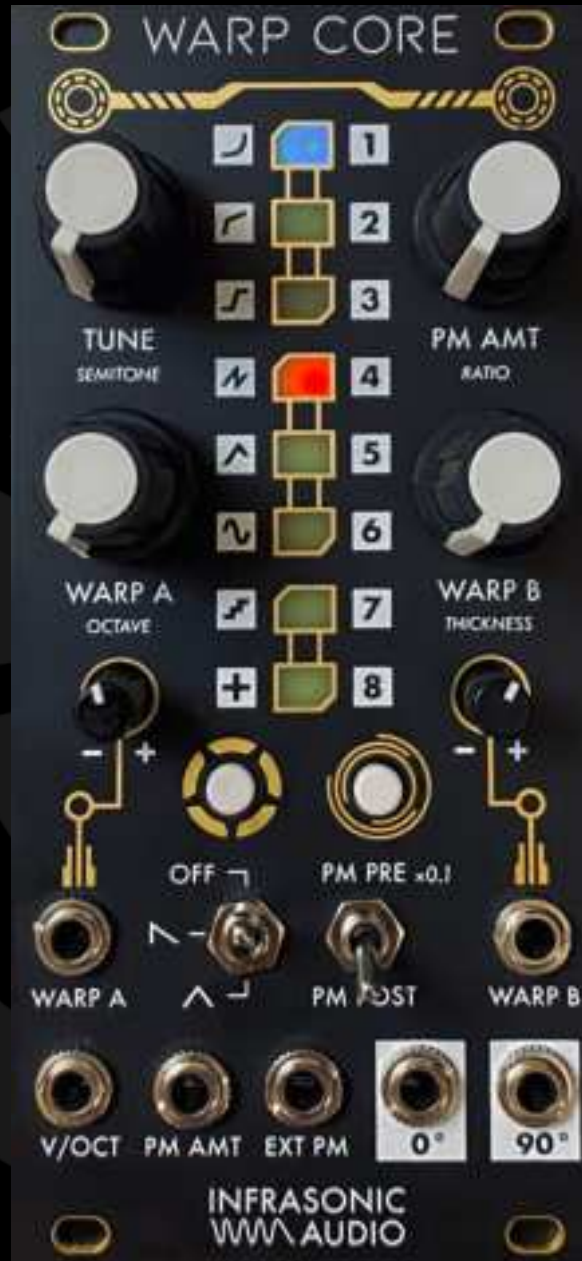 WARP CORE
1
2
3
TUNE
SEMITONE
PM AMT
RATIO
4
5
6
WARP A
OCTAVE
WARP B
THICKNESS
7
8
- +
- +
OFF
PM PRE x0.1
PM POST
WARP A
WARP B
V/OCT PM AMT EXT PM 0° 90°
INFRASONIC
AUDIO